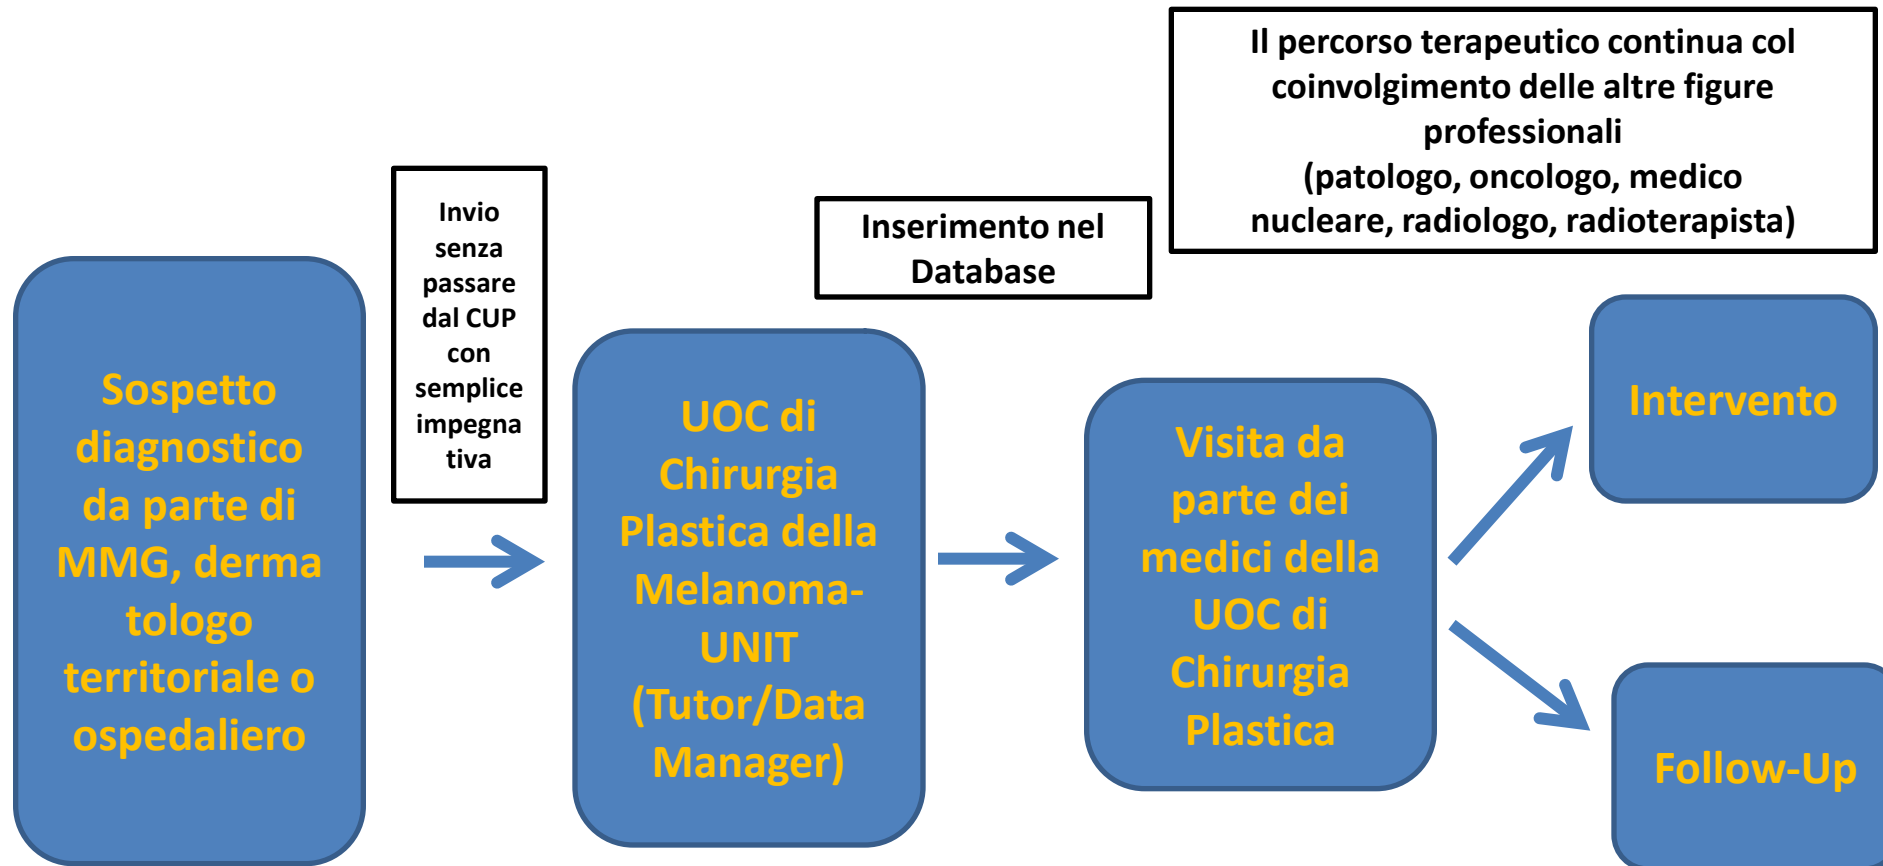 Il percorso terapeutico continua col
coinvolgimento delle altre figure
professionali
(patologo, oncologo, medico
nucleare, radiologo, radioterapista)
Invio
senza
passare
dal CUP
con
semplice
impegna
tiva
Inserimento nel
Database
Sospetto
diagnostico
da parte di
MMG, derma
tologo
territoriale o
ospedaliero
UOC di
Chirurgia
Plastica della
Melanoma-
UNIT
(Tutor/Data
Manager)
Visita da
parte dei
medici della
UOC di
Chirurgia
Plastica
Intervento
Follow-Up